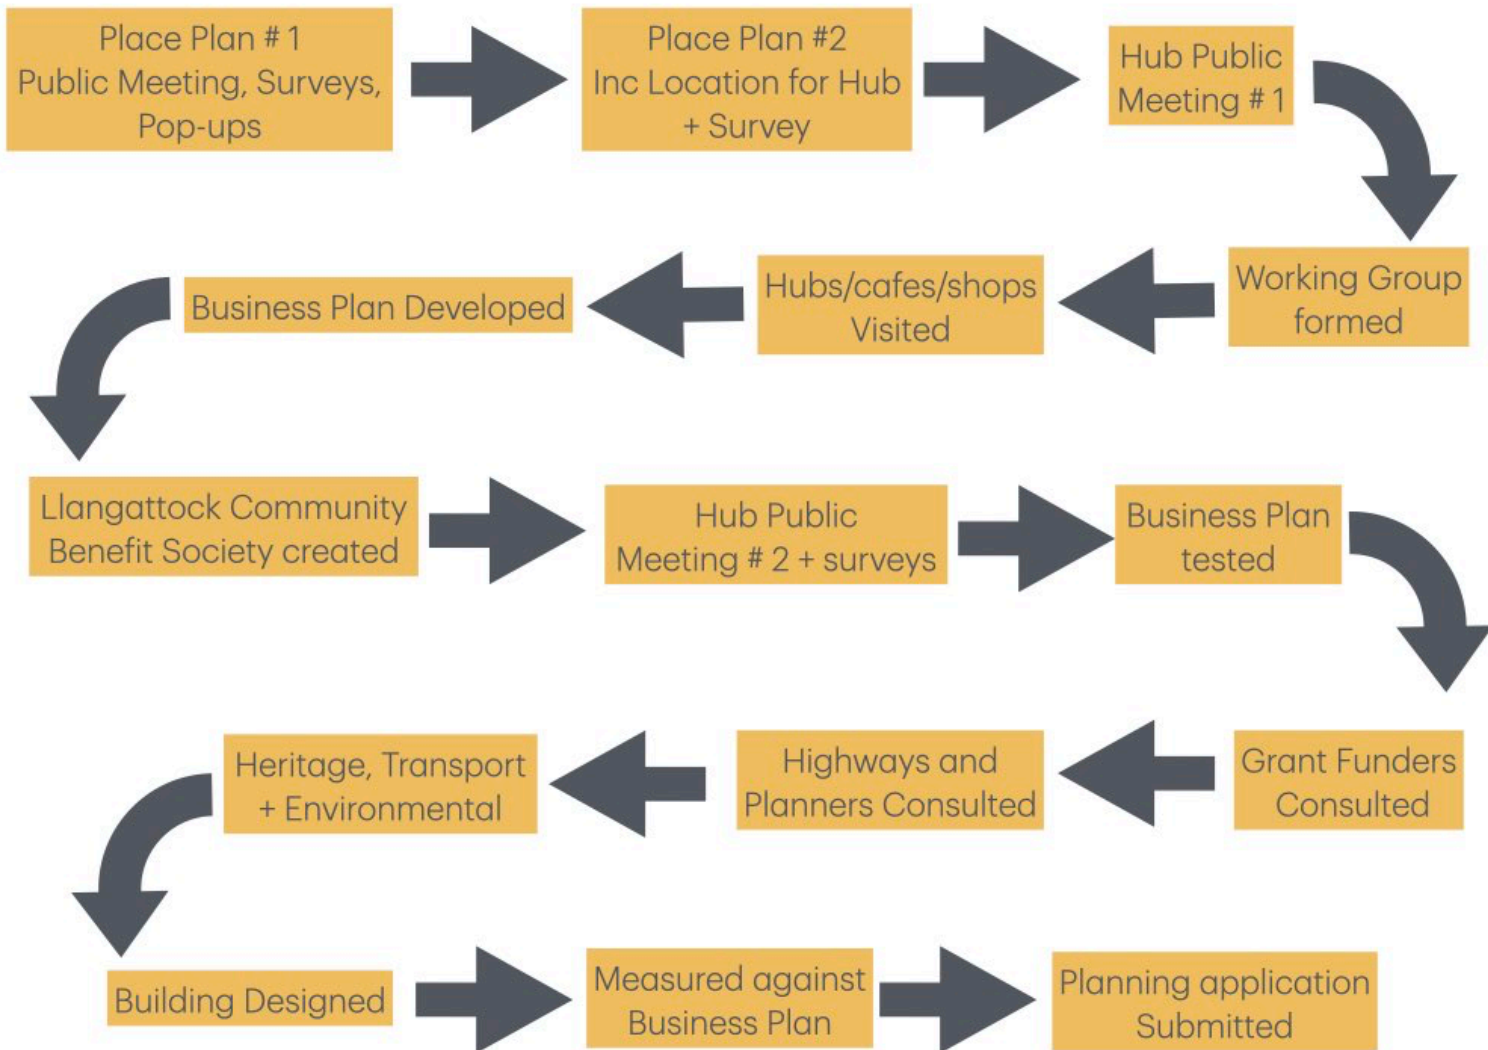 Place Plan # 1
Public Meeting, Surveys,
Pop-ups
Place Plan #2
Inc Location for Hub
+ Survey
Hub Public
Meeting # 1
Working Group
formed
Hubs/cafes/shops
Visited
Business Plan Developed
Llangattock Community
Benefit Society created
Hub Public
Meeting # 2 + surveys
Business Plan
tested
Grant Funders
Consulted
Highways and
Planners Consulted
Heritage, Transport
+ Environmental
Building Designed
Measured against
Business Plan
Planning application
Submitted